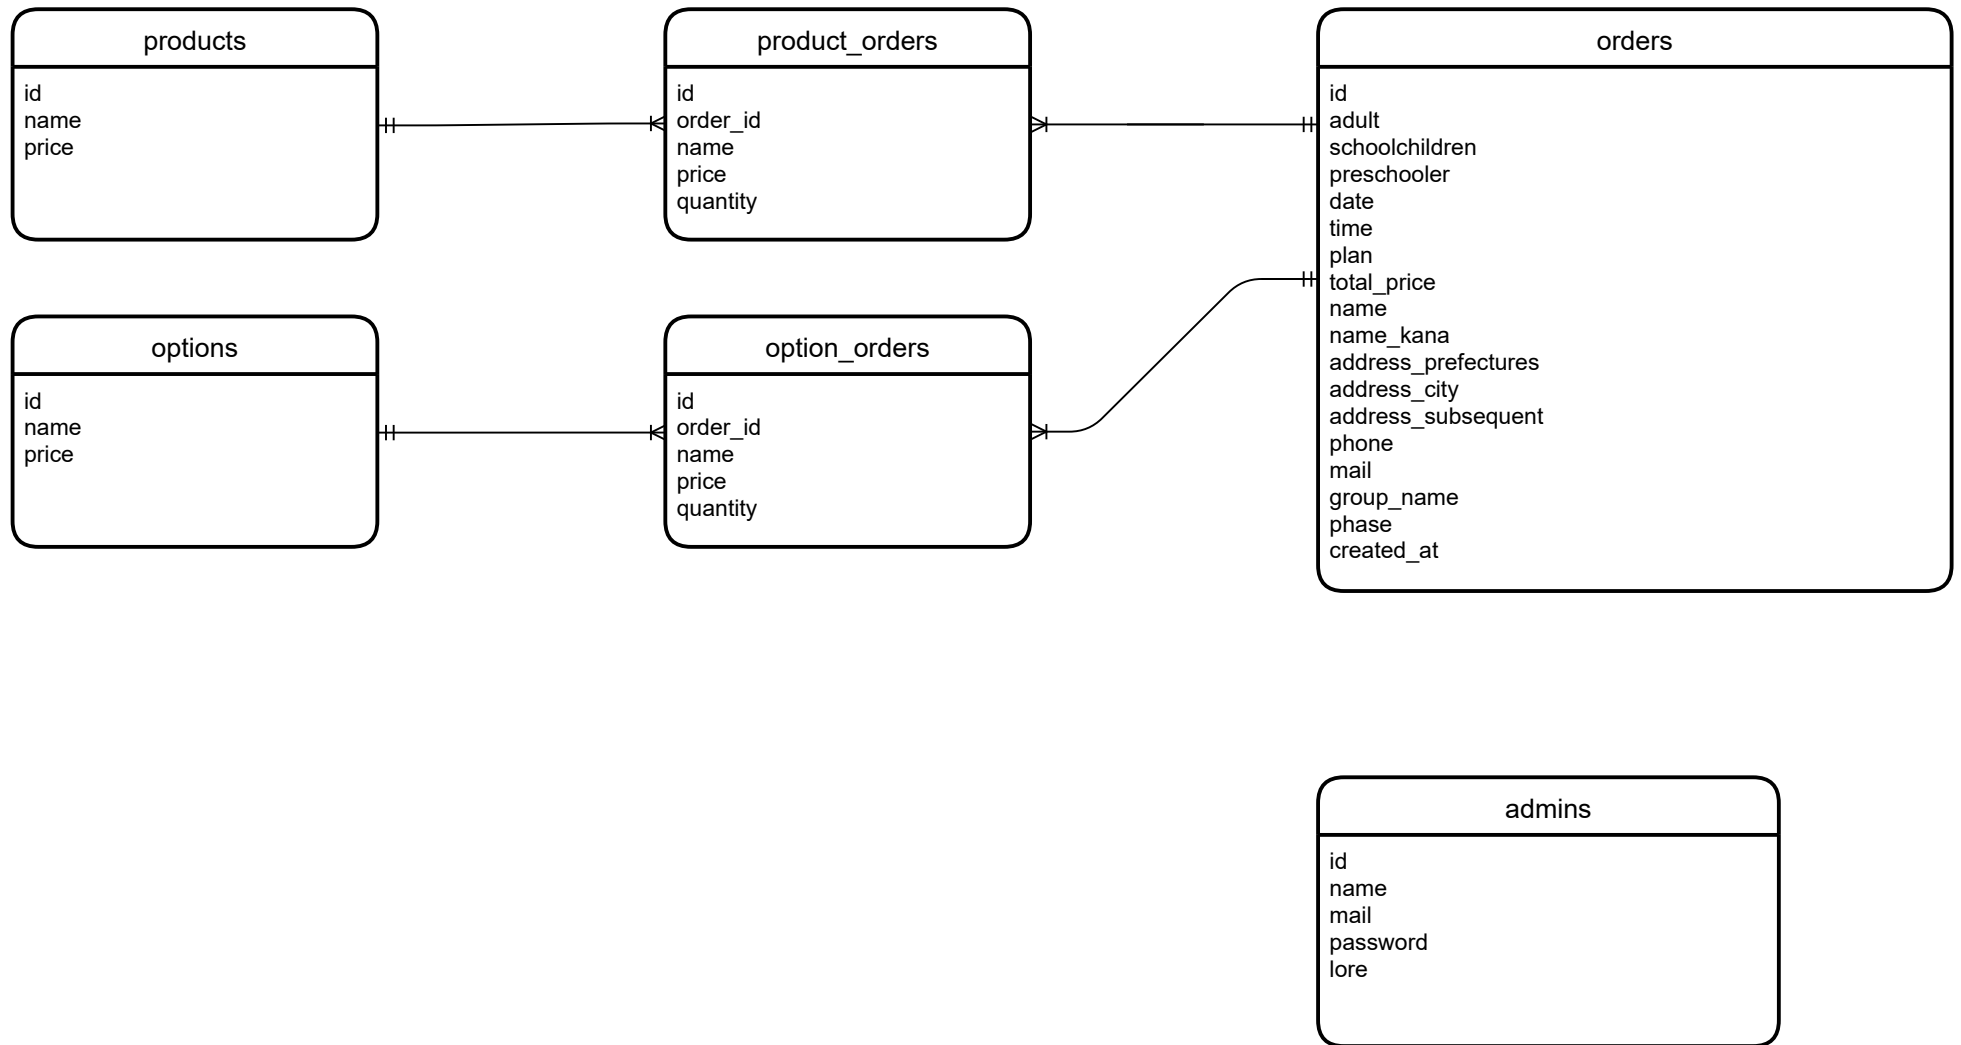 products
id
name
price
product_orders
id
order_id
name
price
quantity
orders
id
adult
schoolchildren
preschooler
date
time
plan
total_price
name
name_kana
address_prefectures
address_city
address_subsequent
phone
mail
group_name
phase
created_at
options
id
name
price
option_orders
id
order_id
name
price
quantity
admins
id
name
mail
password
lore